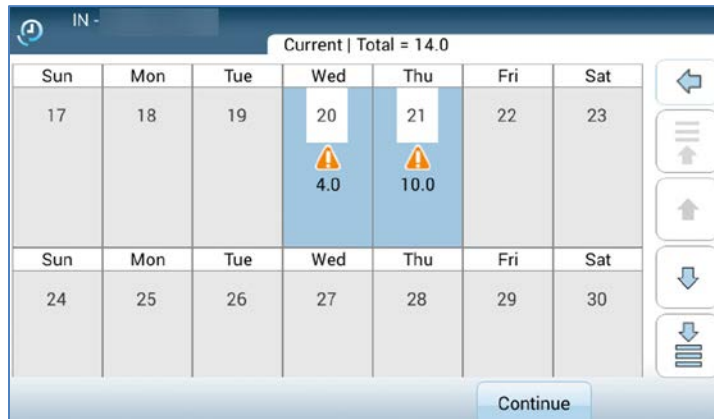 IN -
Current | Total = 14.0
Sun Mon Tue Wed Thu Fri Sat
17 18 19 20 21 22 23
4.0 10.0
Sun Mon Tue Wed Thu Fri Sat
24 25 26 27 28 29 30
Continue